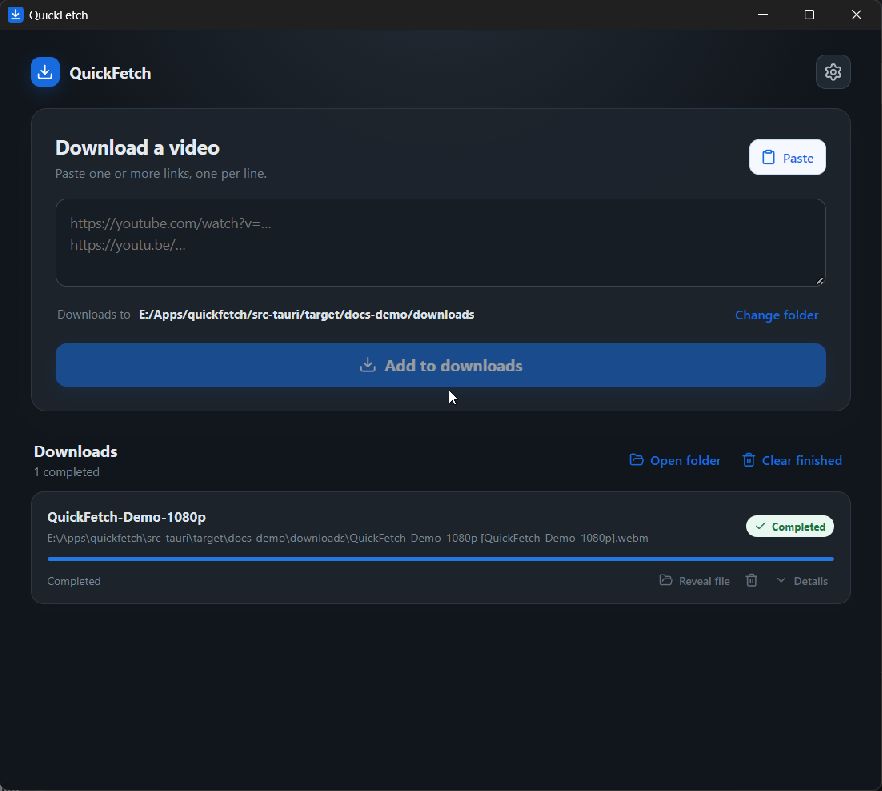 QuickFetch
QuickFetch
Download a video
Paste
Paste one or more links, one per line.
https://youtube.com/watch?v=...
https://youtu.be/...
Downloads to E:/Apps/quickfetch/src-tauri/target/docs-demo/downloads
Change folder
Add to downloads
Downloads
1 completed
Open folder
Clear finished
QuickFetch-Demo-1080p
E:\Apps\quickfetch\src-tauri\target\docs-demo\downloads\QuickFetch-Demo-1080p [QuickFetch-Demo-1080p].webm
Completed
Completed
Reveal file
Details